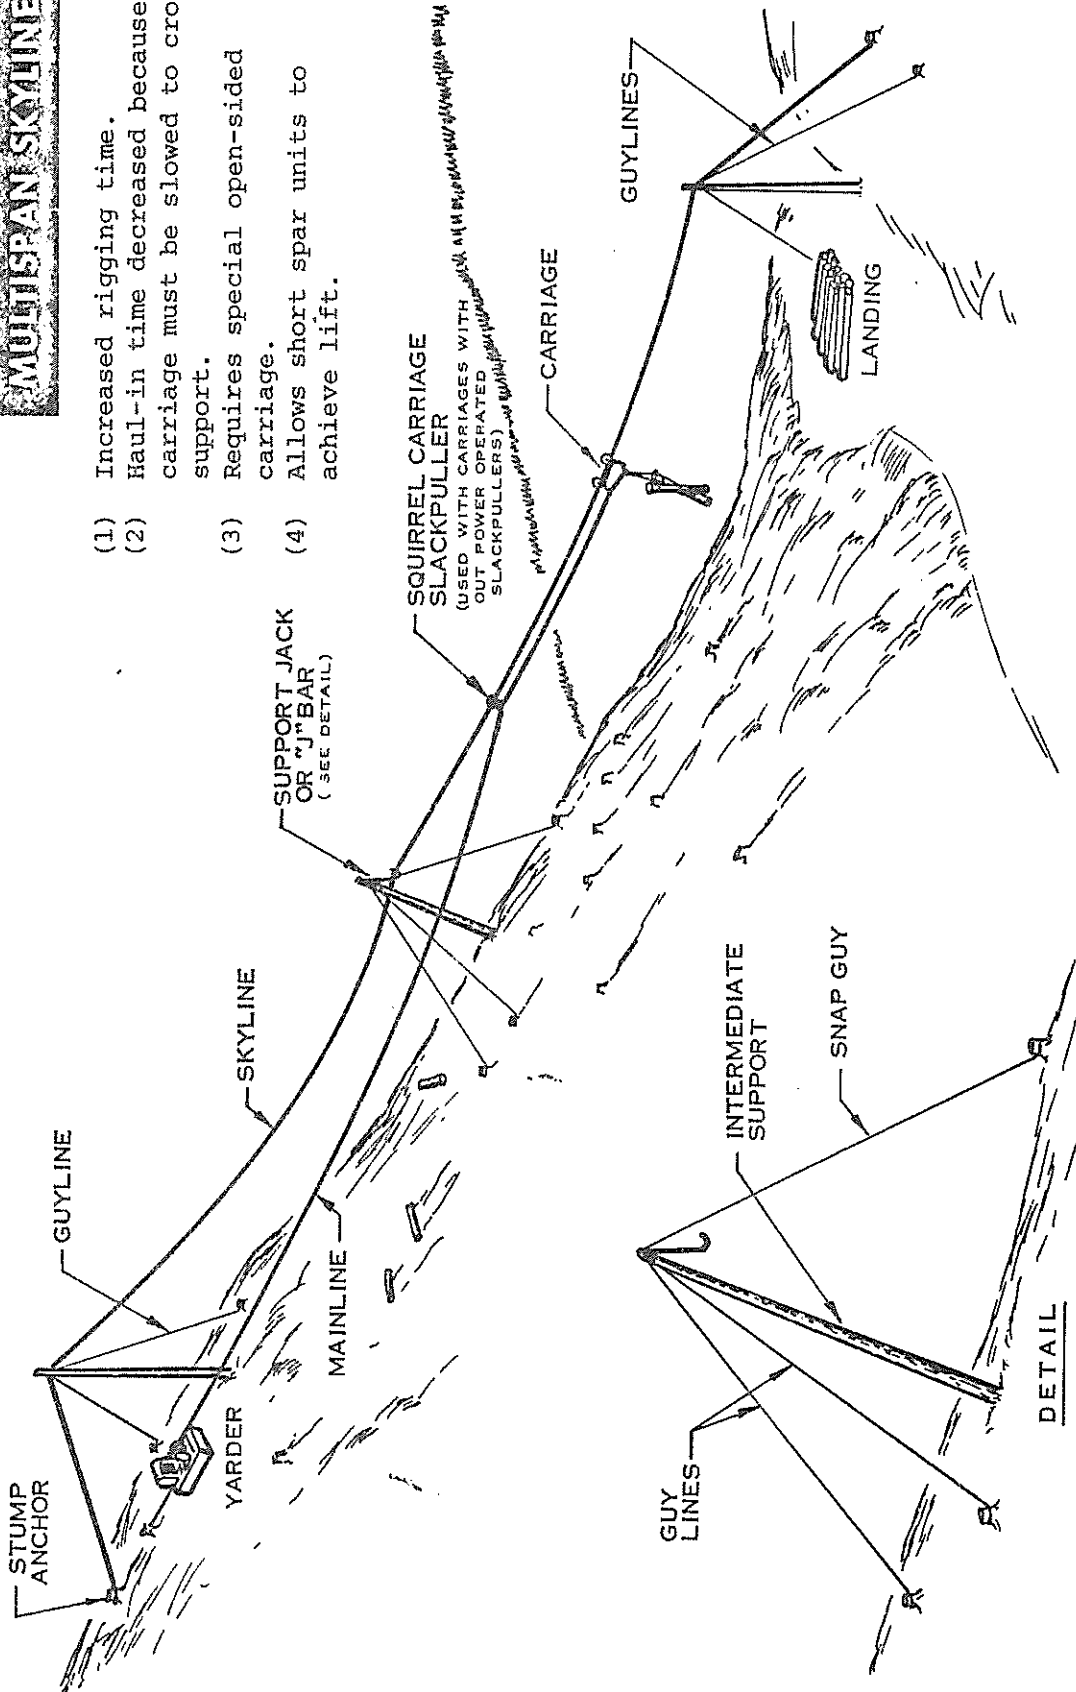 MULTISPAN SKYLINE
(1) Increased rigging time.
(2) Haul-in time decreased because
carriage must be slowed to cro
support.
(3) Requires special open-sided
carriage.
(4) Allows short spar units to
achieve lift.
STUMP
ANCHOR
GUYLINE
SKYLINE
SUPPORT JACK
OR "J" BAR
( SEE DETAIL)
SQUIRREL CARRIAGE
SLACKPULLER
(USED WITH CARRIAGES WITH
OUT POWER OPERATED
SLACKPULLERS)
CARRIAGE
GUYLINES
YARDER
MAINLINE
LANDING
GUY
LINES
INTERMEDIATE
SUPPORT
SNAP GUY
DETAIL